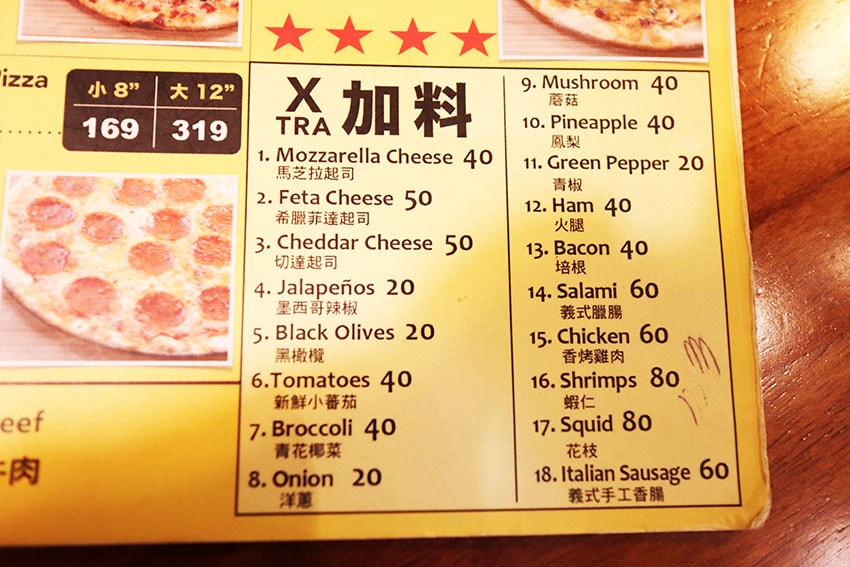 izza
小 8” 大 12”
169 319
eef
牛肉
XTRA 加料
1. Mozzarella Cheese 40
馬芝拉起司
2. Feta Cheese 50
希臘菲達起司
3. Cheddar Cheese 50
切達起司
4. Jalapeños 20
墨西哥辣椒
5. Black Olives 20
黑橄欖
6.Tomatoes 40
新鮮小蕃茄
7. Broccoli 40
青花椰菜
8. Onion 20
洋蔥
9. Mushroom 40
蘑菇
10. Pineapple 40
鳳梨
11. Green Pepper 20
青椒
12. Ham 40
火腿
13. Bacon 40
培根
14. Salami 60
義式臘腸
15. Chicken 60
香烤雞肉
16. Shrimps 80
蝦仁
17. Squid 80
花枝
18. Italian Sausage 60
義式手工香腸